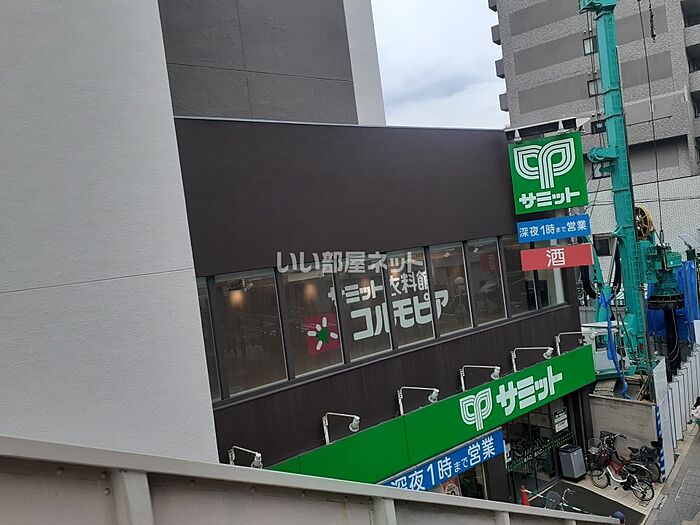 サミット
深夜1時まで営業
酒
いい部屋ネット
サミット衣料館
コルモピア
サミット
深夜1時まで営業